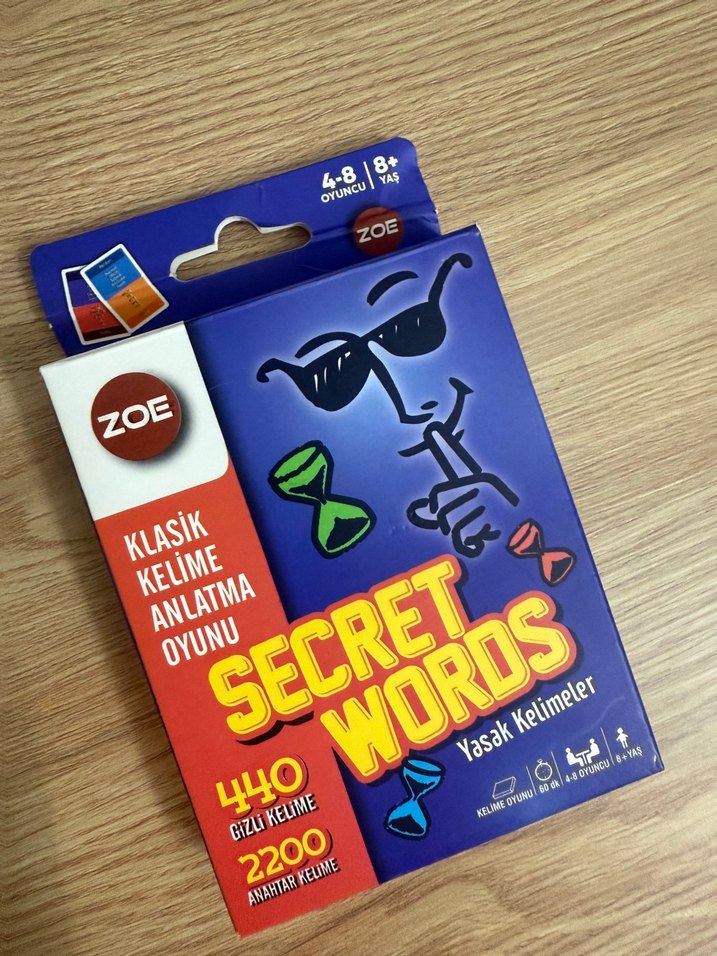 4-8
OYUNCU
8+
YAŞ
ZOE
ZOE
KLASİK
KELİME
ANLATMA
OYUNU
SECRET
WORDS
Yasak Kelimeler
440
GİZLİ KELİME
2200
ANAHTAR KELİME
KELİME OYUNU
60 dk
4-8 OYUNCU
8+YAŞ